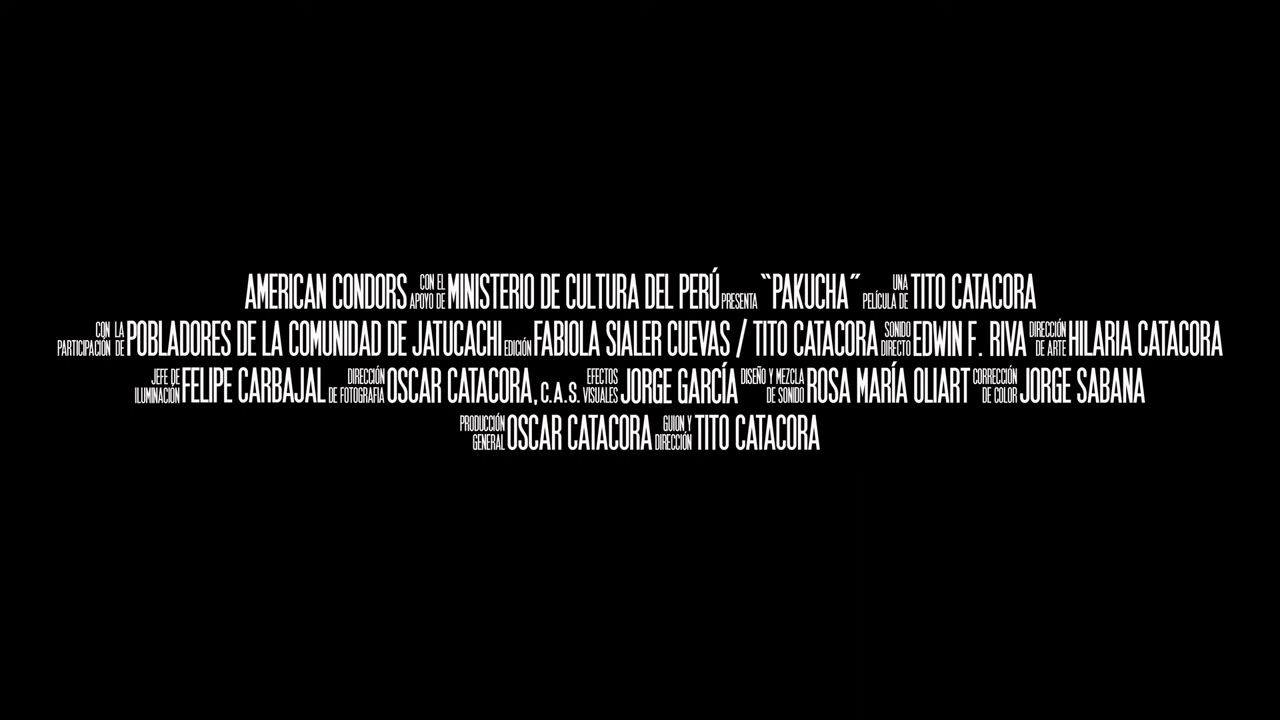 AMERICAN CONDORS CON EL APOYO DE MINISTERIO DE CULTURA DEL PERÚ PRESENTA “PAKUCHA” UNA PELÍCULA DE TITO CATACORA
CON LA PARTICIPACIÓN DE POBLADORES DE LA COMUNIDAD DE JATUCACHI EDICIÓN FABIOLA SIALER CUEVAS / TITO CATACORA SONIDO DIRECTO EDWIN F. RIVA DIRECCIÓN DE ARTE HILARIA CATACORA
JEFE DE ILUMINACIÓN FELIPE CARBAJAL DIRECCIÓN DE FOTOGRAFIA OSCAR CATACORA, C.A.S. EFECTOS VISUALES JORGE GARCÍA DISEÑO Y MEZCLA DE SONIDO ROSA MARÍA OLIART CORRECCIÓN DE COLOR JORGE SABANA
PRODUCCIÓN GENERAL OSCAR CATACORA GUION Y DIRECCIÓN TITO CATACORA